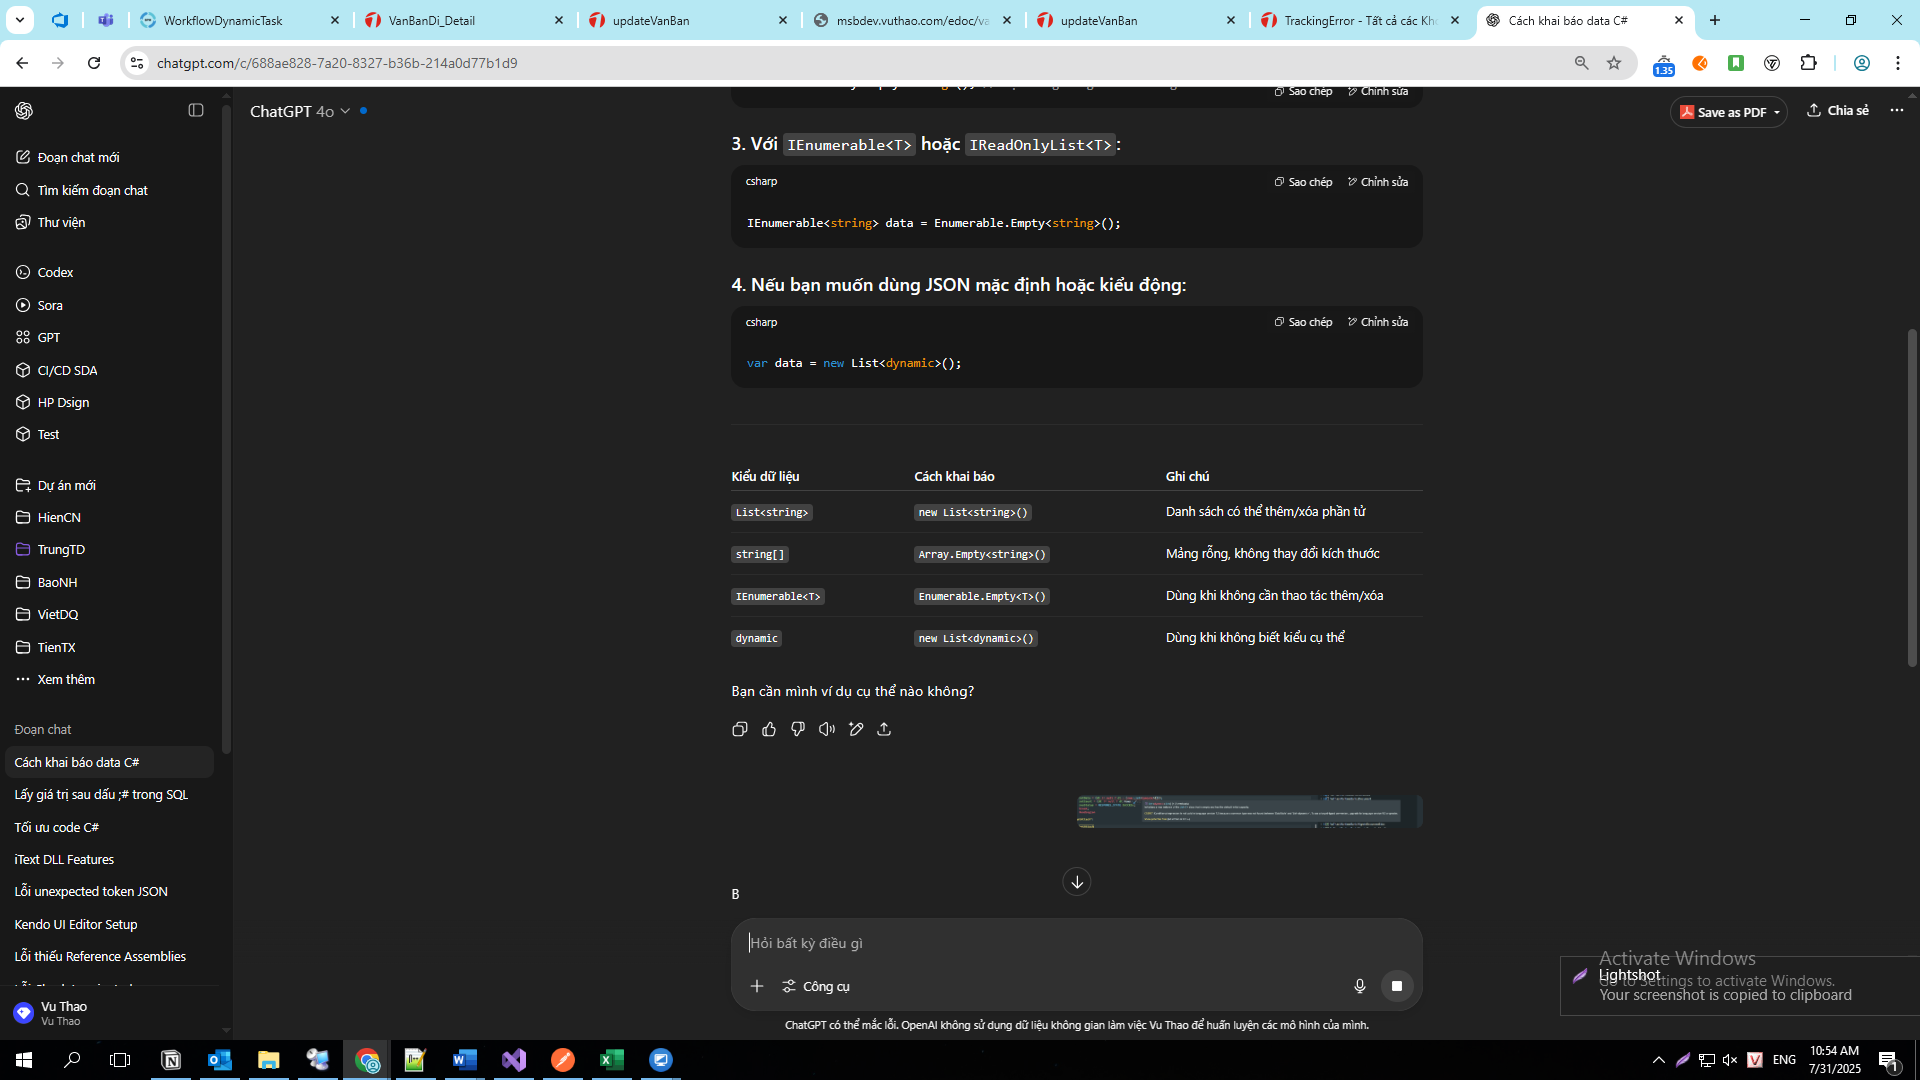 WorkflowDynamicTask
VanBanDi_Detail
updateVanBan
msbdev.vuthao.com/edoc/va
updateVanBan
TrackingError - Tất cả các Kh
Cách khai báo data C#
chatgpt.com/c/688ae828-7a20-8327-b36b-214a0d77b1d9
1.35
ChatGPT 4o
Save as PDF
Chia sẻ
Đoạn chat mới
Tìm kiếm đoạn chat
Thư viện
Codex
Sora
GPT
CI/CD SDA
HP Dsign
Test
Dự án mới
HienCN
TrungTD
BaoNH
VietDQ
TienTX
Xem thêm
Đoạn chat
Cách khai báo data C#
Lấy giá trị sau dấu ;# trong SQL
Tối ưu code C#
iText DLL Features
Lỗi unexpected token JSON
Kendo UI Editor Setup
Lỗi thiếu Reference Assemblies
Vu Thao
Vu Thao
Sao chép Chỉnh sửa
3. Với IEnumerable<T> hoặc IReadOnlyList<T>:
csharp Sao chép Chỉnh sửa
IEnumerable<string> data = Enumerable.Empty<string>();
4. Nếu bạn muốn dùng JSON mặc định hoặc kiểu động:
csharp Sao chép Chỉnh sửa
var data = new List<dynamic>();
Kiểu dữ liệu Cách khai báo Ghi chú
List<string> new List<string>() Danh sách có thể thêm/xóa phần tử
string[] Array.Empty<string>() Mảng rỗng, không thay đổi kích thước
IEnumerable<T> Enumerable.Empty<T>() Dùng khi không cần thao tác thêm/xóa
dynamic new List<dynamic>() Dùng khi không biết kiểu cụ thể
Bạn cần mình ví dụ cụ thể nào không?
B
Hỏi bất kỳ điều gì
Công cụ
ChatGPT có thể mắc lỗi. OpenAI không sử dụng dữ liệu không gian làm việc Vu Thao để huấn luyện các mô hình của mình.
Activate Windows
Lightshot
Go to Settings to activate Windows.
Your screenshot is copied to clipboard
ENG
10:54 AM
7/31/2025
1